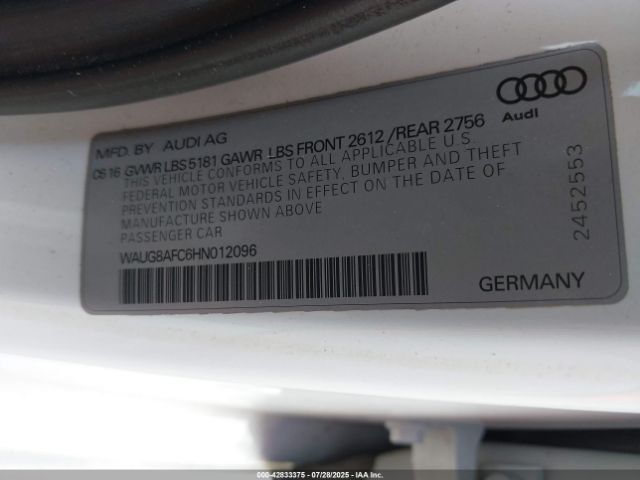 MFD. BY AUDI AG
06 16 GVWR LBS 5181 GAWR LBS FRONT 2612 / REAR 2756
THIS VEHICLE CONFORMS TO ALL APPLICABLE U.S.
FEDERAL MOTOR VEHICLE SAFETY, BUMPER AND THEFT
PREVENTION STANDARDS IN EFFECT ON THE DATE OF
MANUFACTURE SHOWN ABOVE
PASSENGER CAR
WAUG8AFC6HN012096
Audi
2452553
GERMANY
000-42833375 | 07/28/2025 | IAA